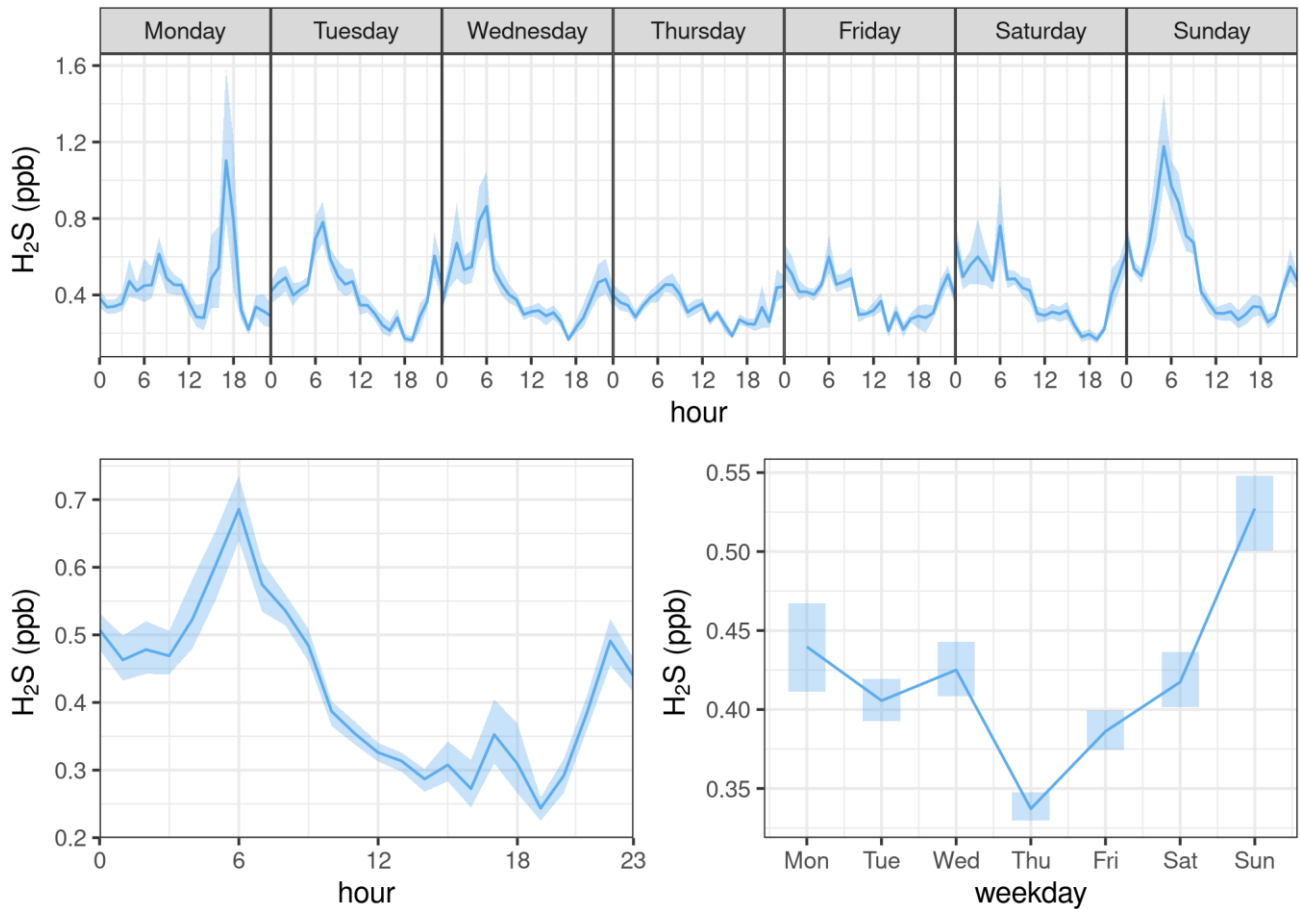 Monday Tuesday Wednesday Thursday Friday Saturday Sunday
1.6
1.2
0.8
0.4
H₂S (ppb)
0 6 12 18 0 6 12 18 0 6 12 18 0 6 12 18 0 6 12 18 0 6 12 18 0 6 12 18
hour
0.7
0.6
0.5
0.4
0.3
0.2
H₂S (ppb)
0 6 12 18 23
hour
0.55
0.50
0.45
0.40
0.35
H₂S (ppb)
Mon Tue Wed Thu Fri Sat Sun
weekday